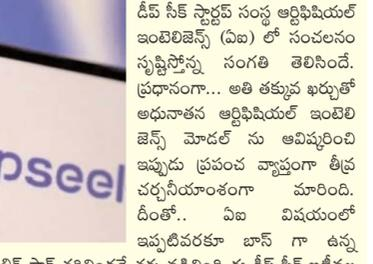 డీప్ సీక్ స్టార్టప్ సంస్థ ఆర్టిఫిషియల్
ఇంటెలిజెన్స్ (ఏఐ) లో సంచలనం
సృష్టిస్తోన్న సంగతి తెలిసిందే.
ప్రధానంగా... అతి తక్కువ ఖర్చుతో
అధునాతన ఆర్టిఫిషియల్ ఇంటెలి
జెన్స్ మోడల్ ను ఆవిష్కరించి
ఇప్పుడు ప్రపంచ వ్యాప్తంగా తీవ్ర
చర్చనీయాంశంగా మారింది.
దీంతో.. ఏఐ విషయంలో
ఇప్పటివరకూ బాస్ గా ఉన్న
pseek